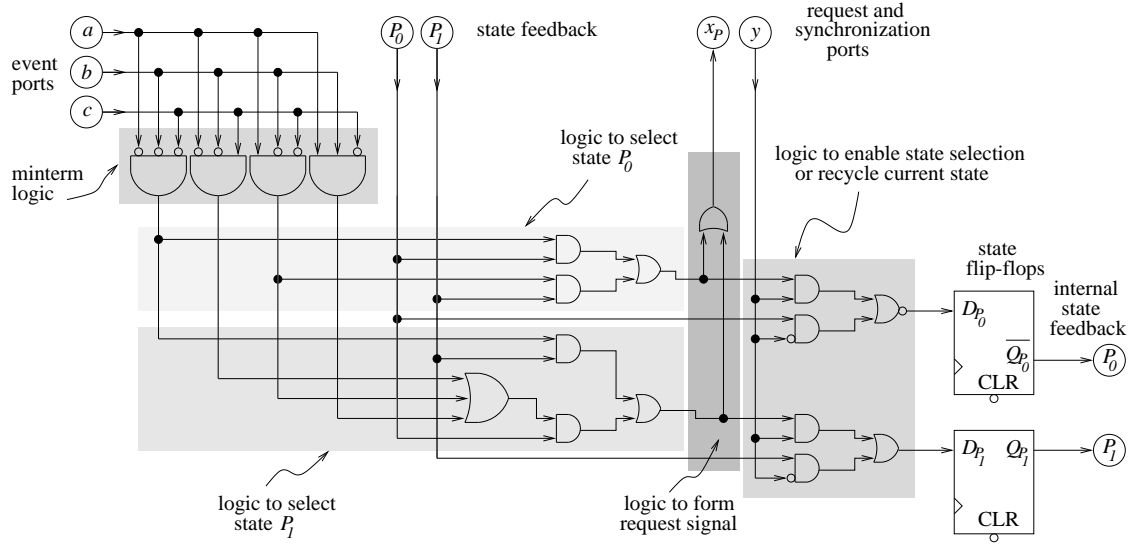 a
b
c
event
ports
P0
P1
state feedback
xP
y
request and
synchronization
ports
minterm
logic
logic to select
state P0
logic to enable state selection
or recycle current state
state
flip-flops
internal
state
feedback
DP0
QP0
CLR
P0
DP1
QP1
CLR
P1
logic to select
state P1
logic to form
request signal